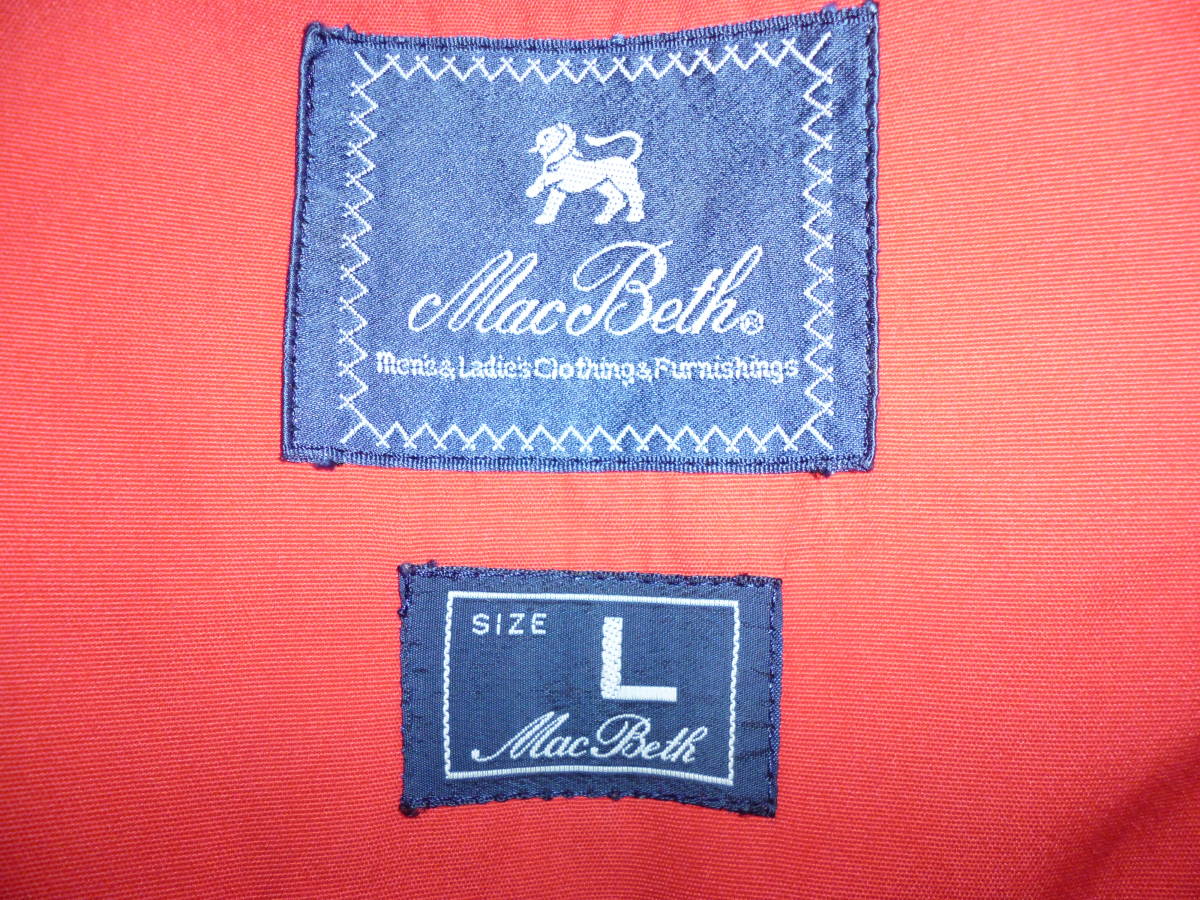 MacBeth®
Men's & Ladie's Clothing & Furnishings
SIZE L
MacBeth